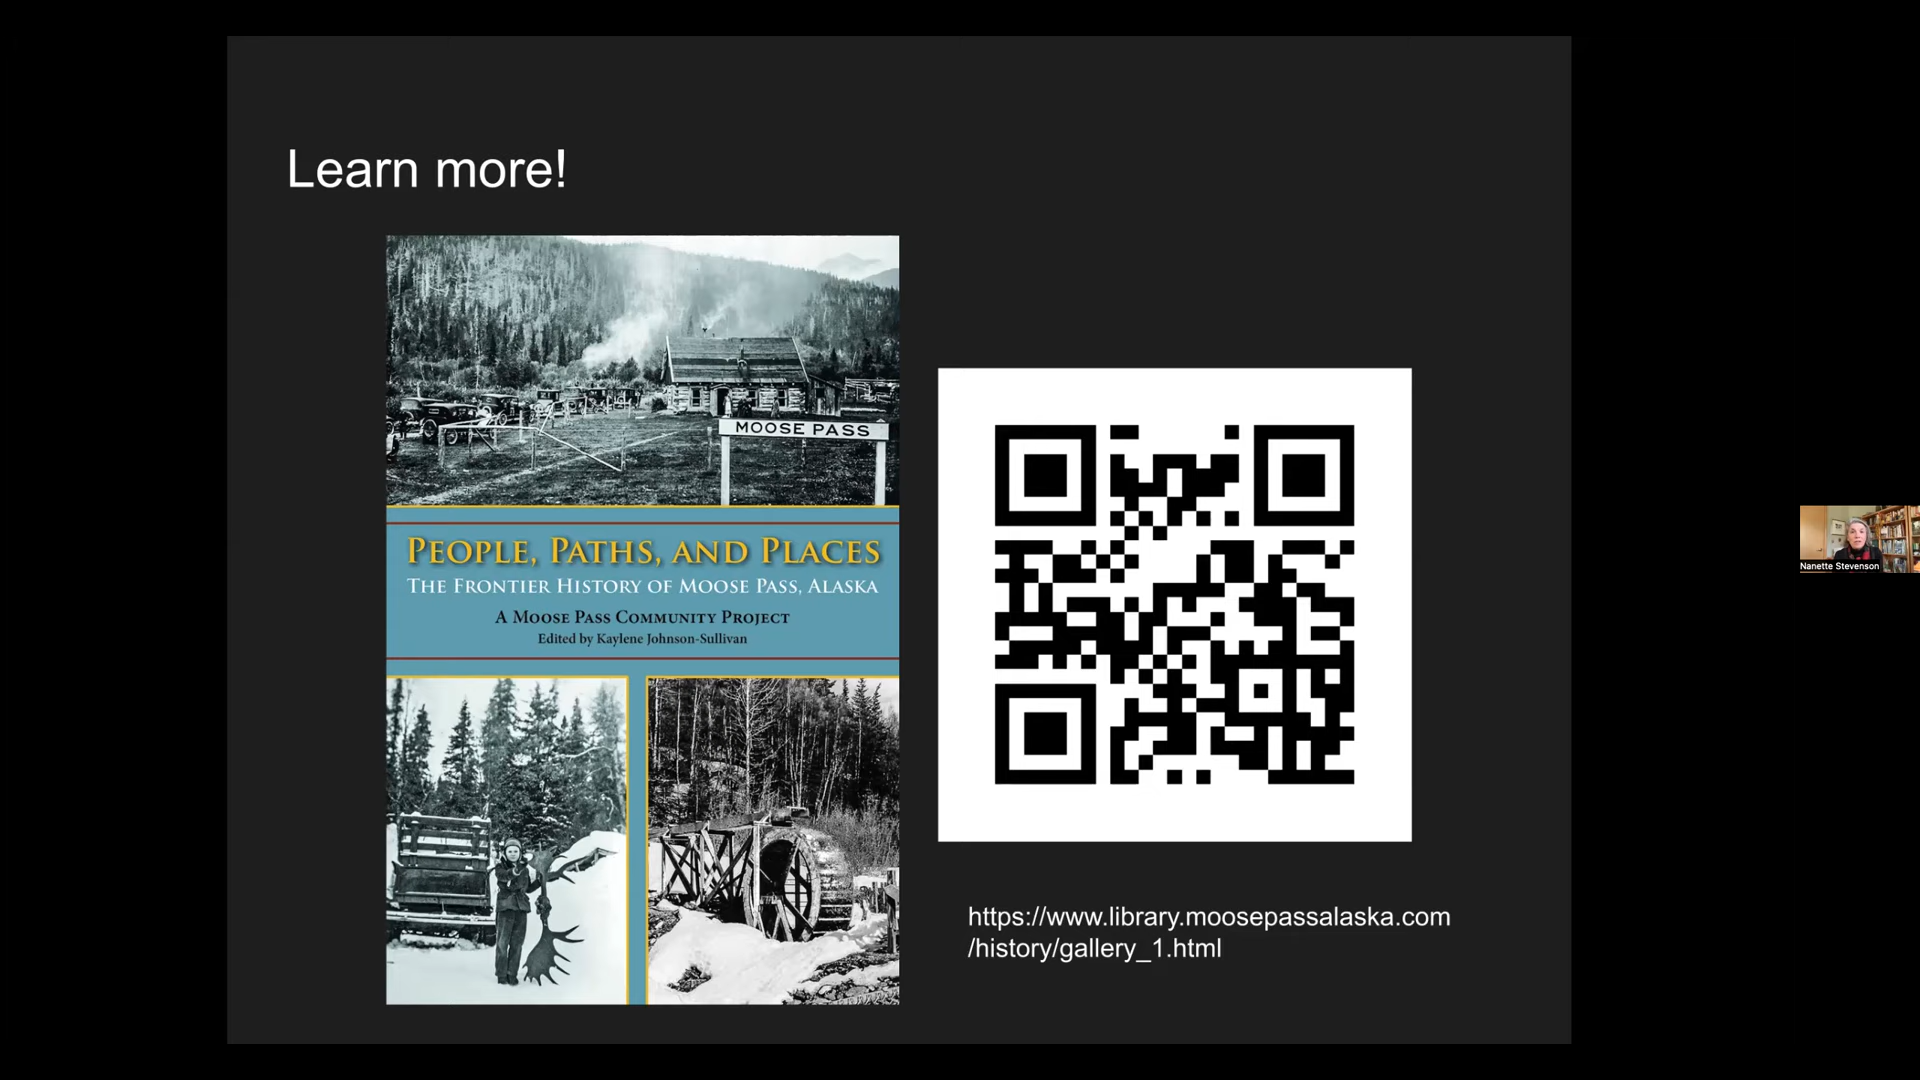 Learn more!
MOOSE PASS
PEOPLE, PATHS, AND PLACES
THE FRONTIER HISTORY OF MOOSE PASS, ALASKA
A MOOSE PASS COMMUNITY PROJECT
Edited by Kaylene Johnson-Sullivan
https://www.library.moosepassalaska.com
/history/gallery_1.html
Nanette Stevenson